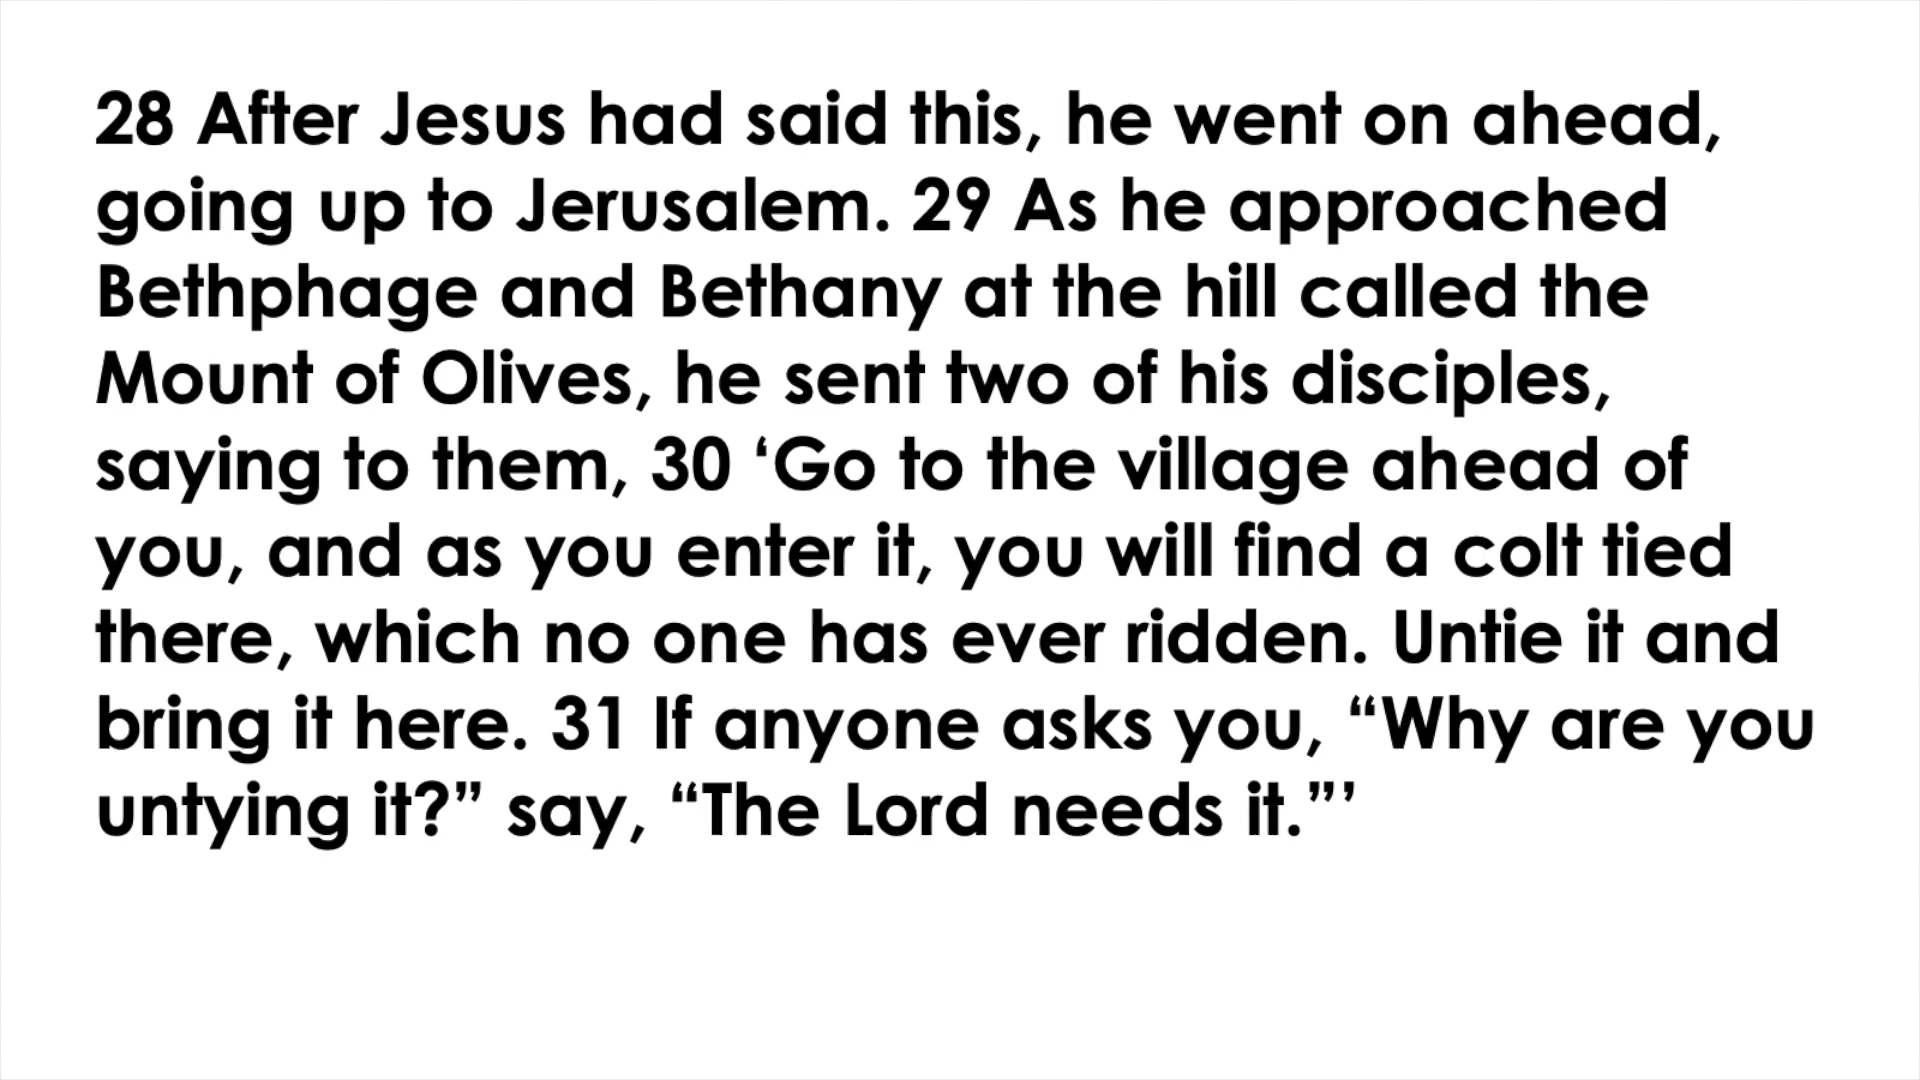 28 After Jesus had said this, he went on ahead,
going up to Jerusalem. 29 As he approached
Bethphage and Bethany at the hill called the
Mount of Olives, he sent two of his disciples,
saying to them, 30 ‘Go to the village ahead of
you, and as you enter it, you will find a colt tied
there, which no one has ever ridden. Untie it and
bring it here. 31 If anyone asks you, “Why are you
untying it?” say, “The Lord needs it.”’